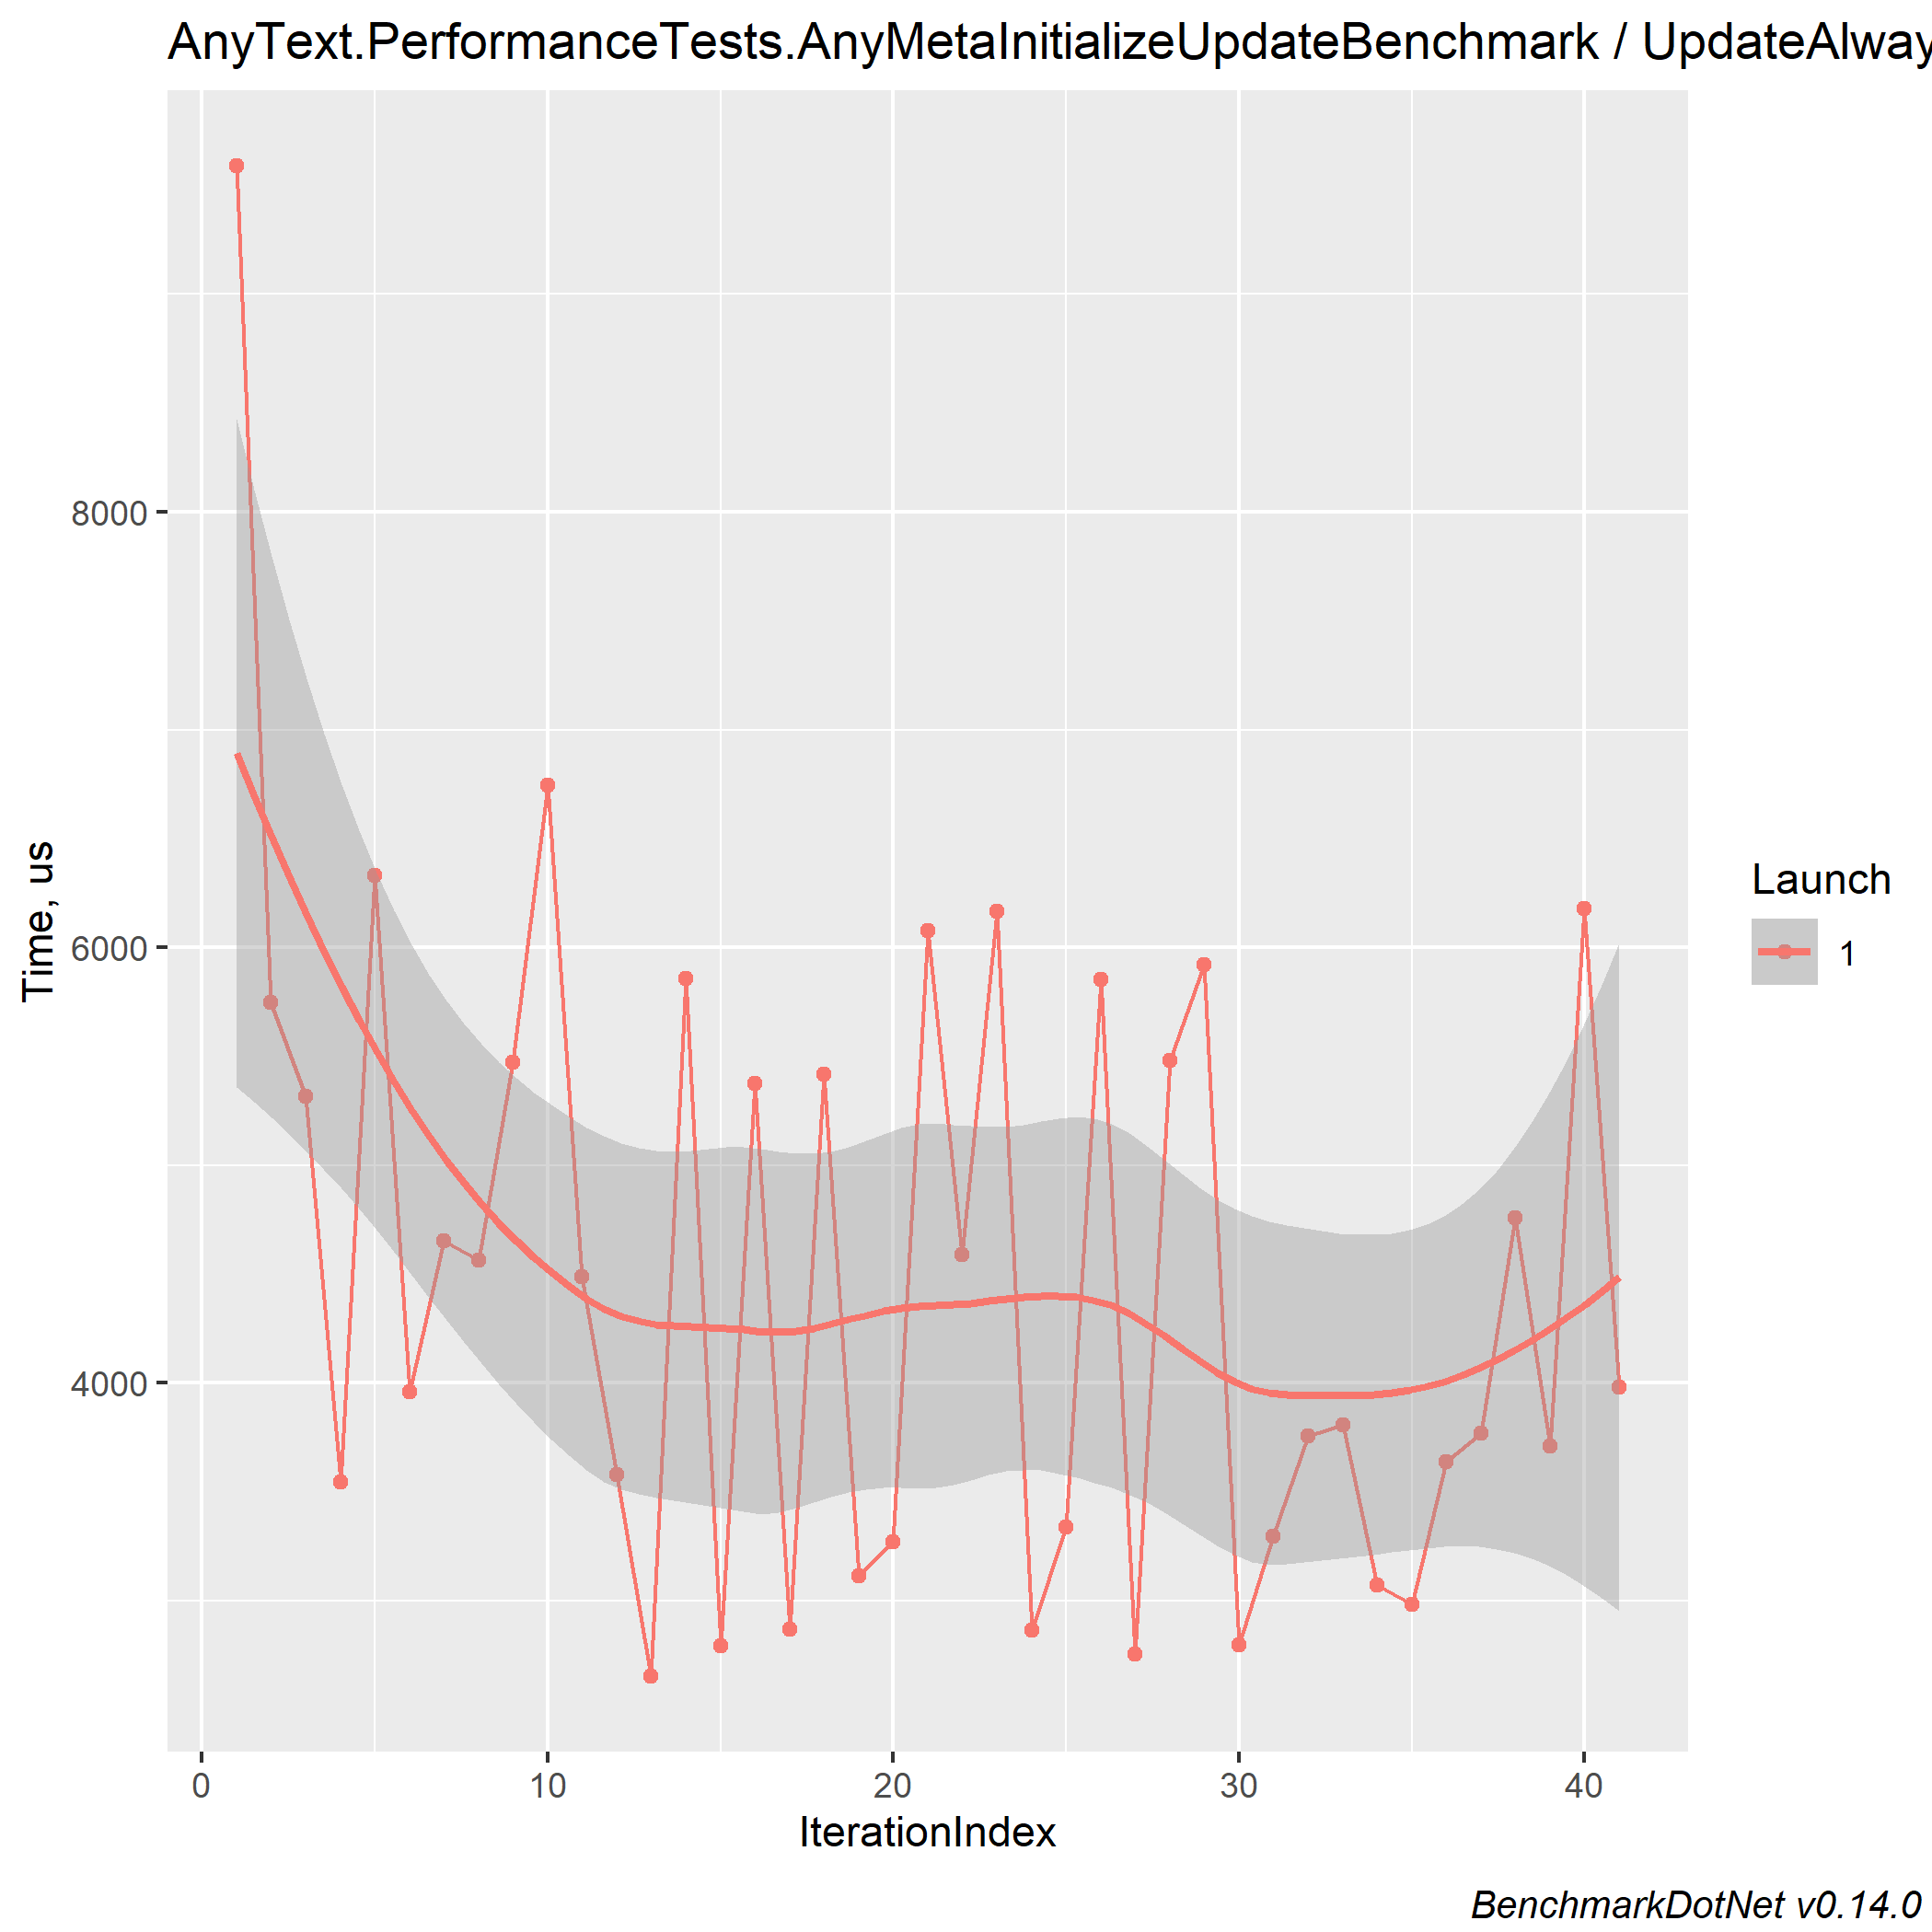 AnyText.PerformanceTests.AnyMetaInitializeUpdateBenchmark / UpdateAlway
8000
6000
4000
Time, us
0 10 20 30 40
IterationIndex
Launch
1
BenchmarkDotNet v0.14.0